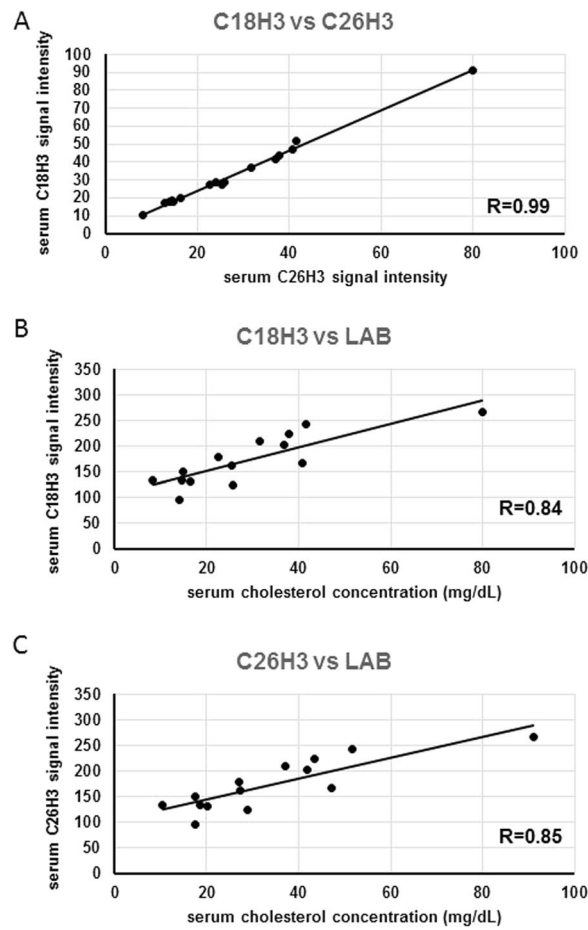 A
C18H3 vs C26H3
serum C18H3 signal intensity
100
90
80
70
60
50
40
30
20
10
0
R=0.99
0 20 40 60 80 100
serum C26H3 signal intensity
B
C18H3 vs LAB
serum C18H3 signal intensity
350
300
250
200
150
100
50
0
R=0.84
0 20 40 60 80 100
serum cholesterol concentration (mg/dL)
C
C26H3 vs LAB
serum C26H3 signal intensity
350
300
250
200
150
100
50
0
R=0.85
0 20 40 60 80 100
serum cholesterol concentration (mg/dL)